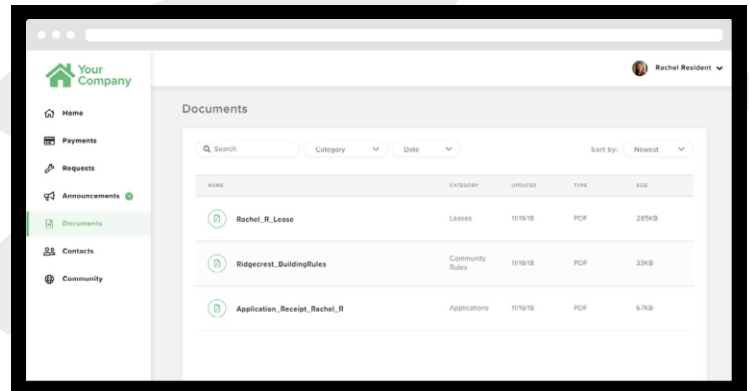 Your
Company
Rachel Resident
Home
Payments
Requests
Announcements
Documents
Contacts
Community
Documents
Search
Category
Date
Sort by:
Newest
NAME CATEGORY UPDATED TYPE SIZE
Rachel_R_Lease Leases 11/19/18 PDF 285KB
Ridgecrest_BuildingRules Community Rules 11/19/18 PDF 33KB
Application_Receipt_Rachel_R Applications 11/19/18 PDF 67KB